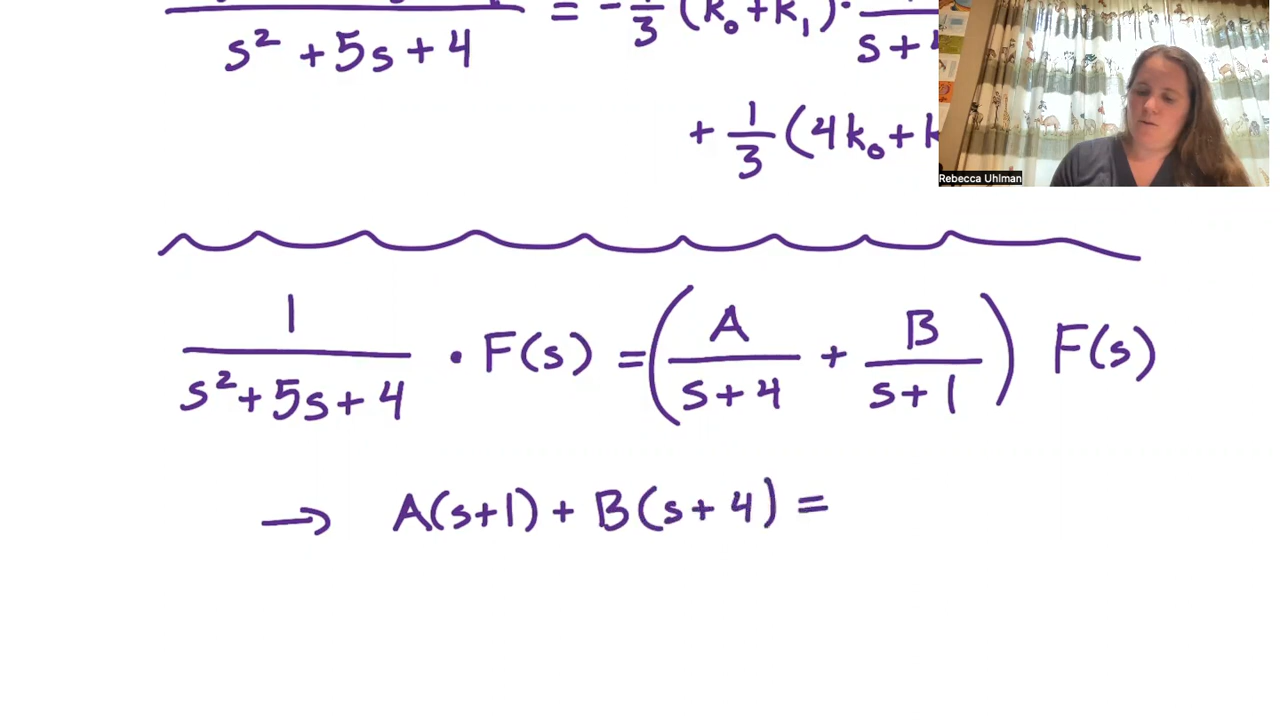 s² + 5s + 4 = - 1/3 (k₀ + k₁) · s +
+ 1/3 (4k₀ + k
Rebecca Uhlman
1/(s² + 5s + 4) · F(s) = (A/(s + 4) + B/(s + 1)) F(s)
→ A(s+1) + B(s + 4) =